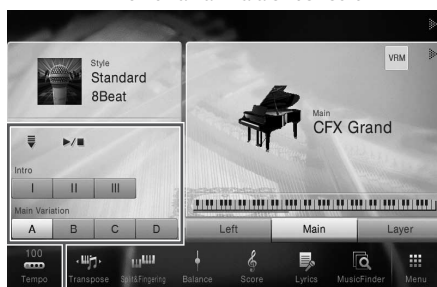 Style
Standard
8Beat
VRM
Main
CFX Grand
Intro
I II III
Main Variation
A B C D
Left Main Layer
100
Tempo Transpose Split&Fingering Balance Score Lyrics MusicFinder Menu